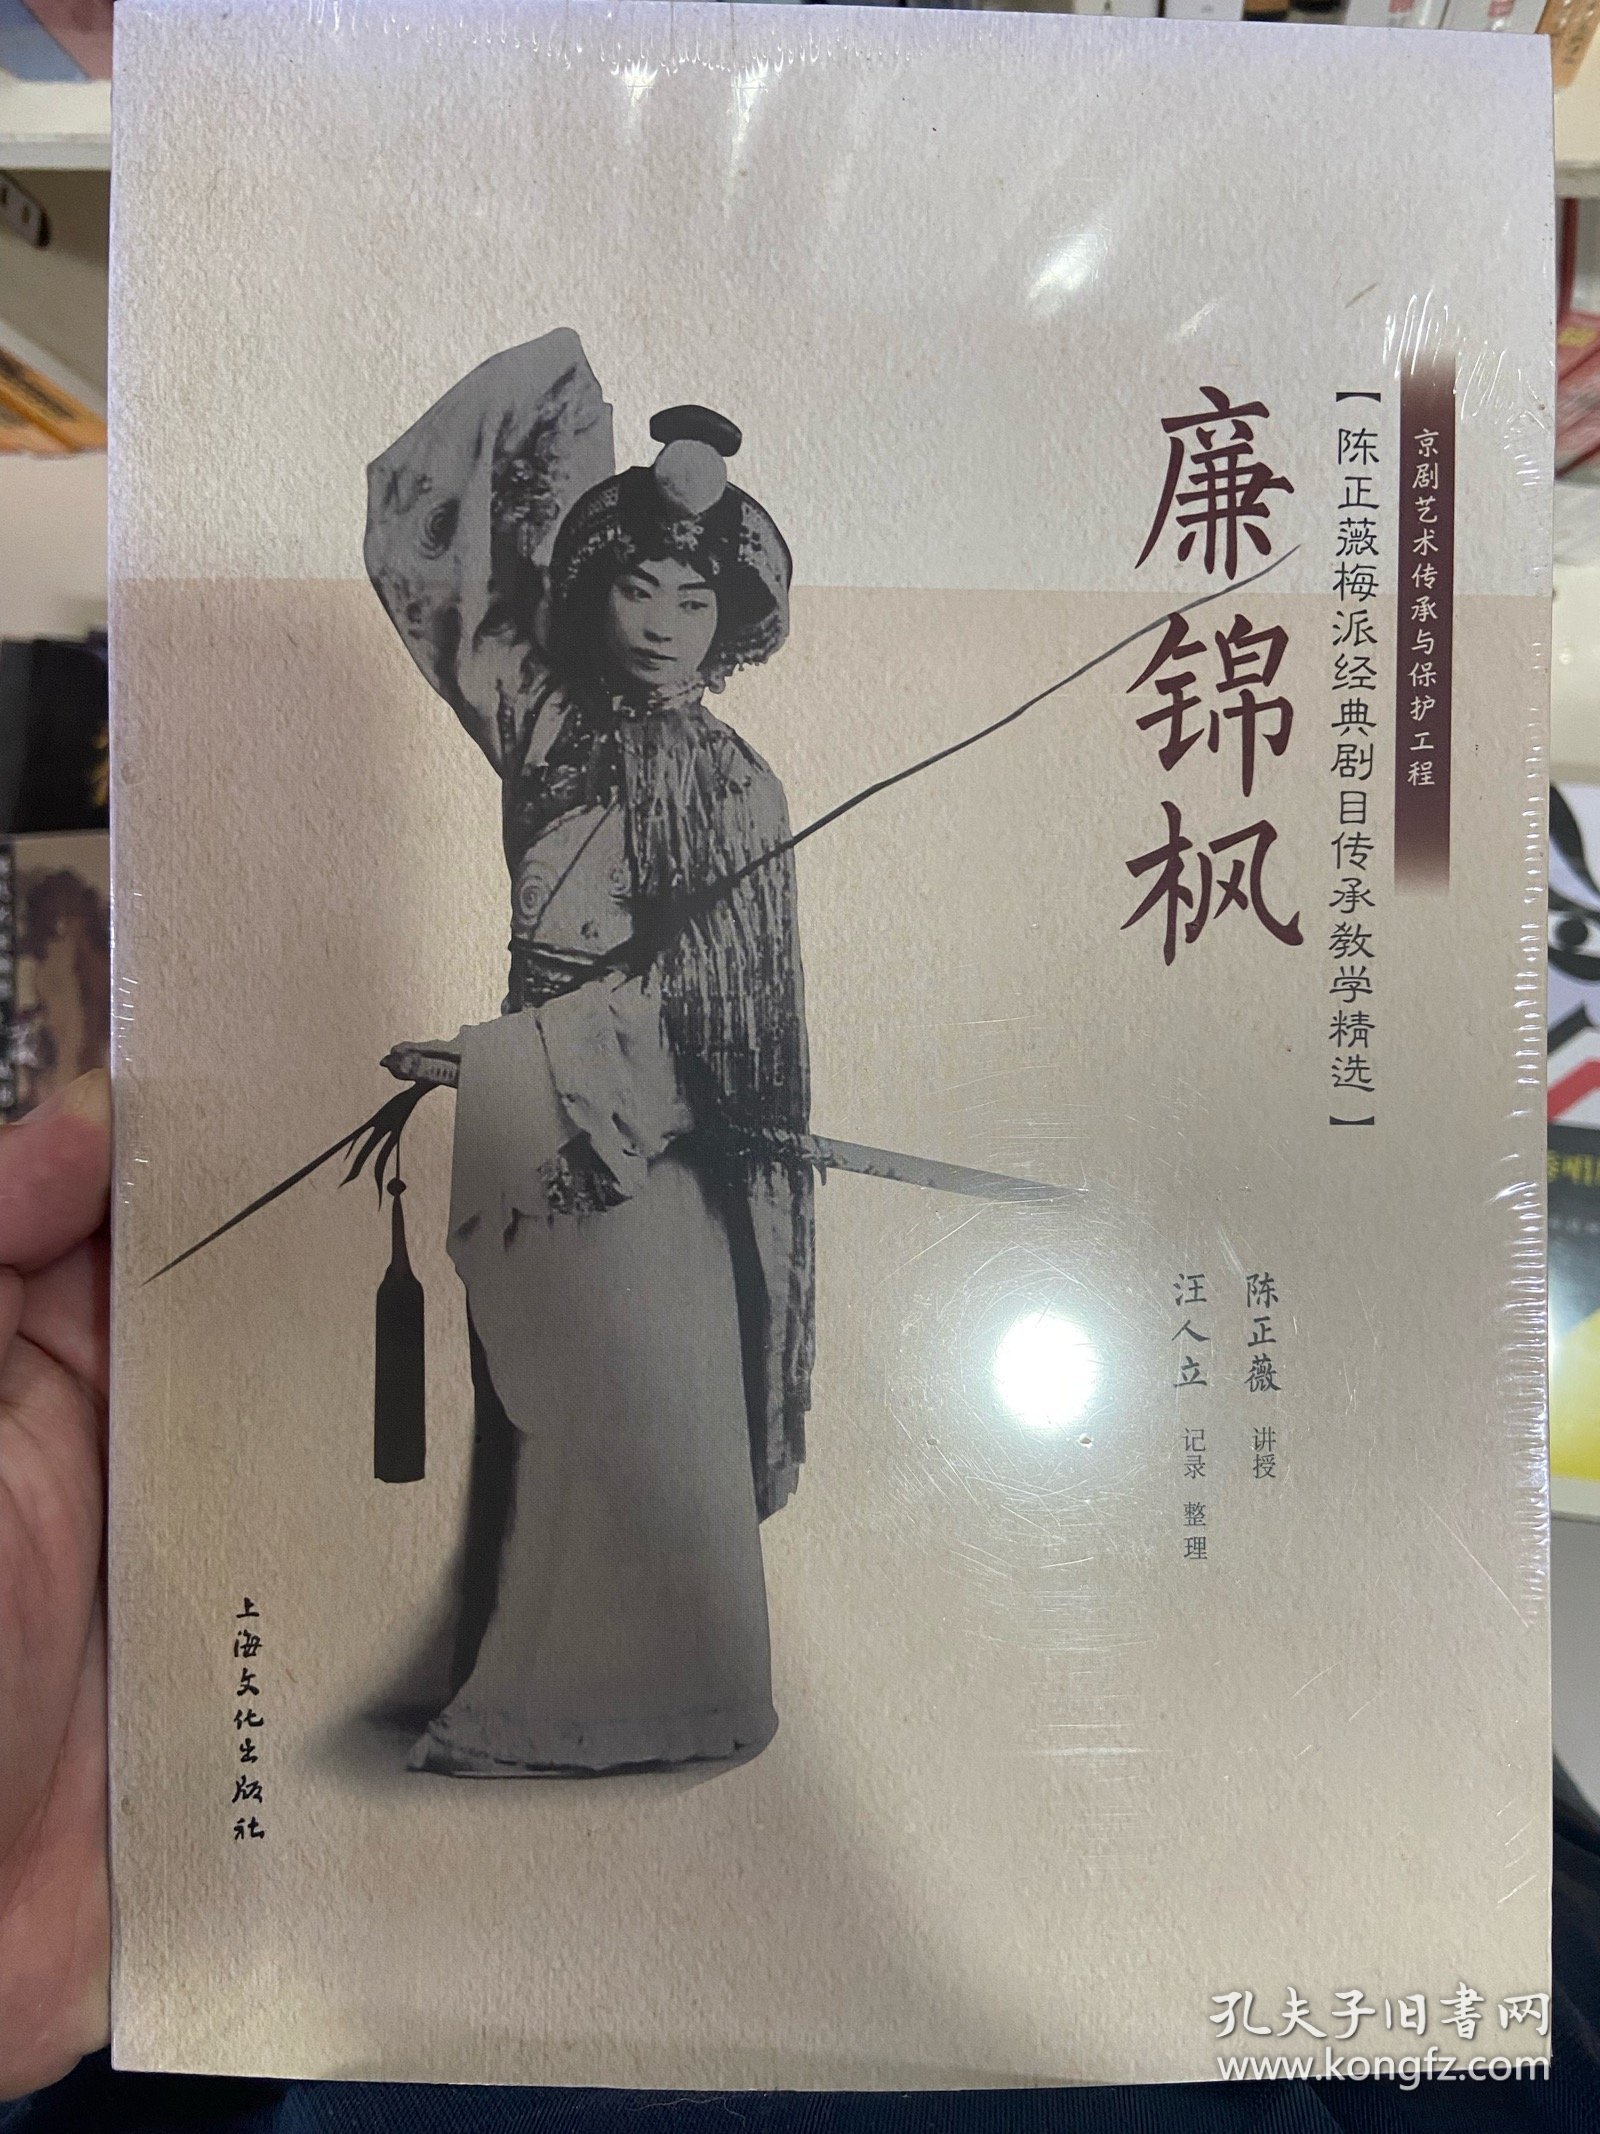 京剧艺术传承与保护工程
【陈正薇梅派经典剧目传承教学精选】
廉锦枫
陈正薇 讲授
汪人立 记录 整理
上海文化出版社
孔夫子旧书网
www.kongfz.com